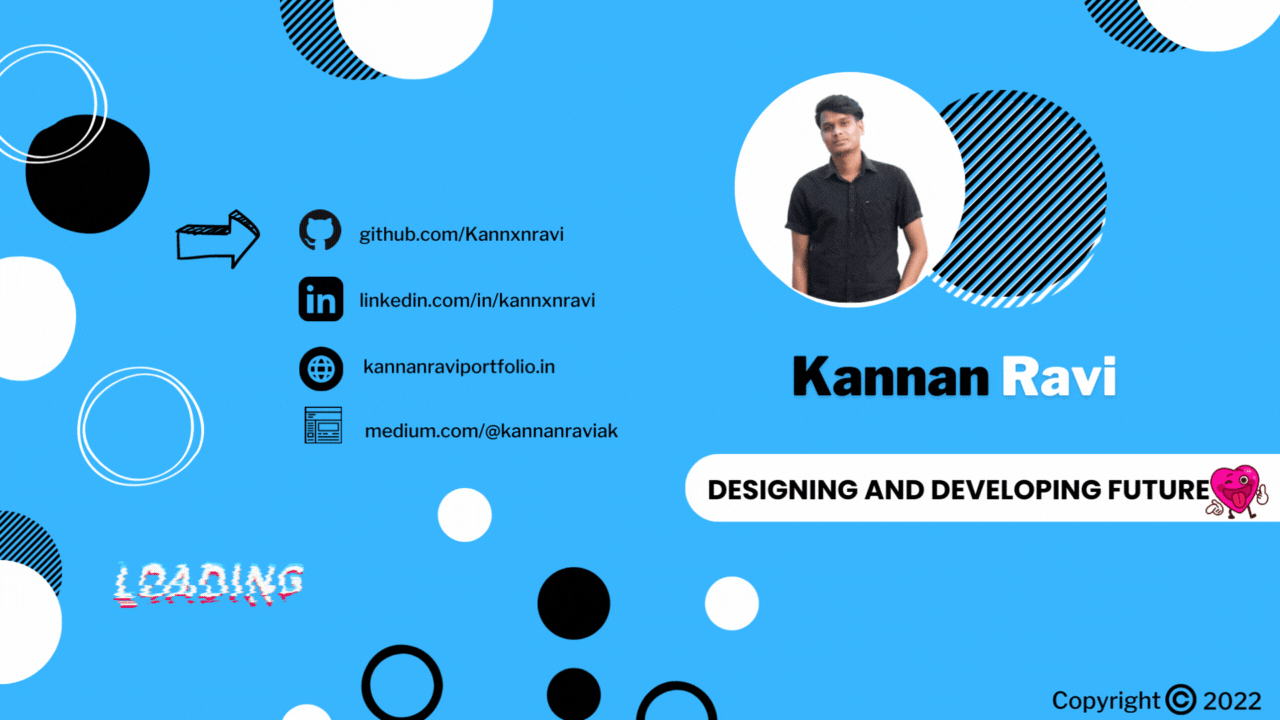 github.com/Kannxnravi
linkedin.com/in/kannxnravi
kannanraviportfolio.in
medium.com/@kannanraviak
Kannan Ravi
DESIGNING AND DEVELOPING FUTURE
LOADING
Copyright © 2022